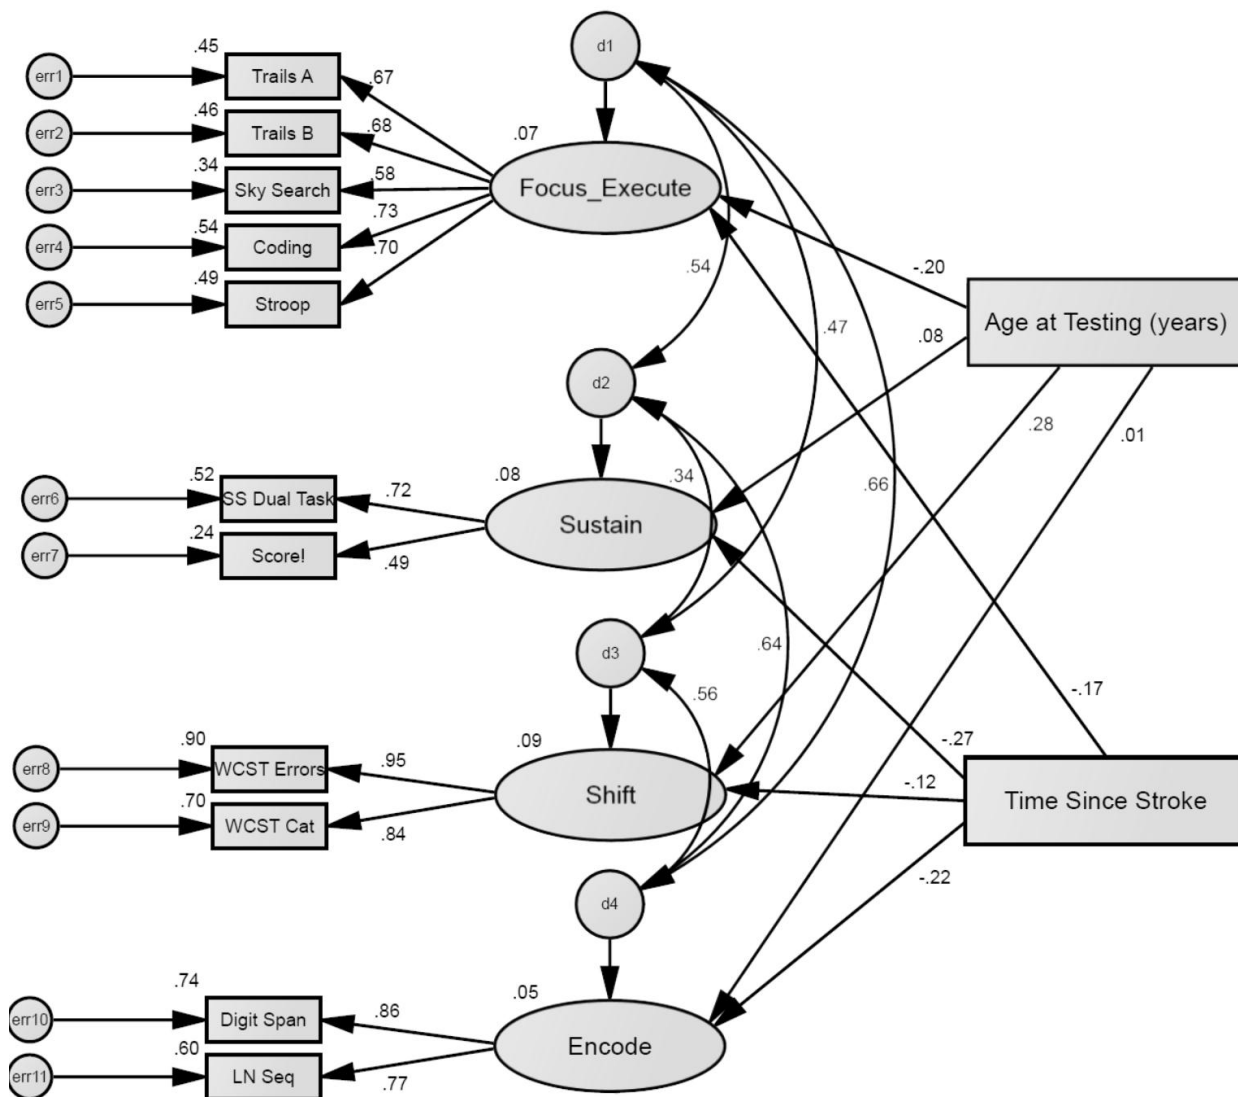 d1
.45
err1
Trails A
.67
.46
err2
Trails B
.68
.07
.34
err3
Sky Search
.58
Focus_Execute
.54
err4
Coding
.73
.49
err5
Stroop
.70
.54
-.20
Age at Testing (years)
.47
.08
d2
.28
.01
.52
err6
SS Dual Task
.72
.08
.34
.66
Sustain
.24
err7
Score!
.49
d3
.64
.56
-.17
.90
err8
WCST Errors
.95
.09
-.27
-.12
Shift
Time Since Stroke
.70
err9
WCST Cat
.84
-.22
d4
.74
err10
Digit Span
.86
.05
Encode
.60
err11
LN Seq
.77